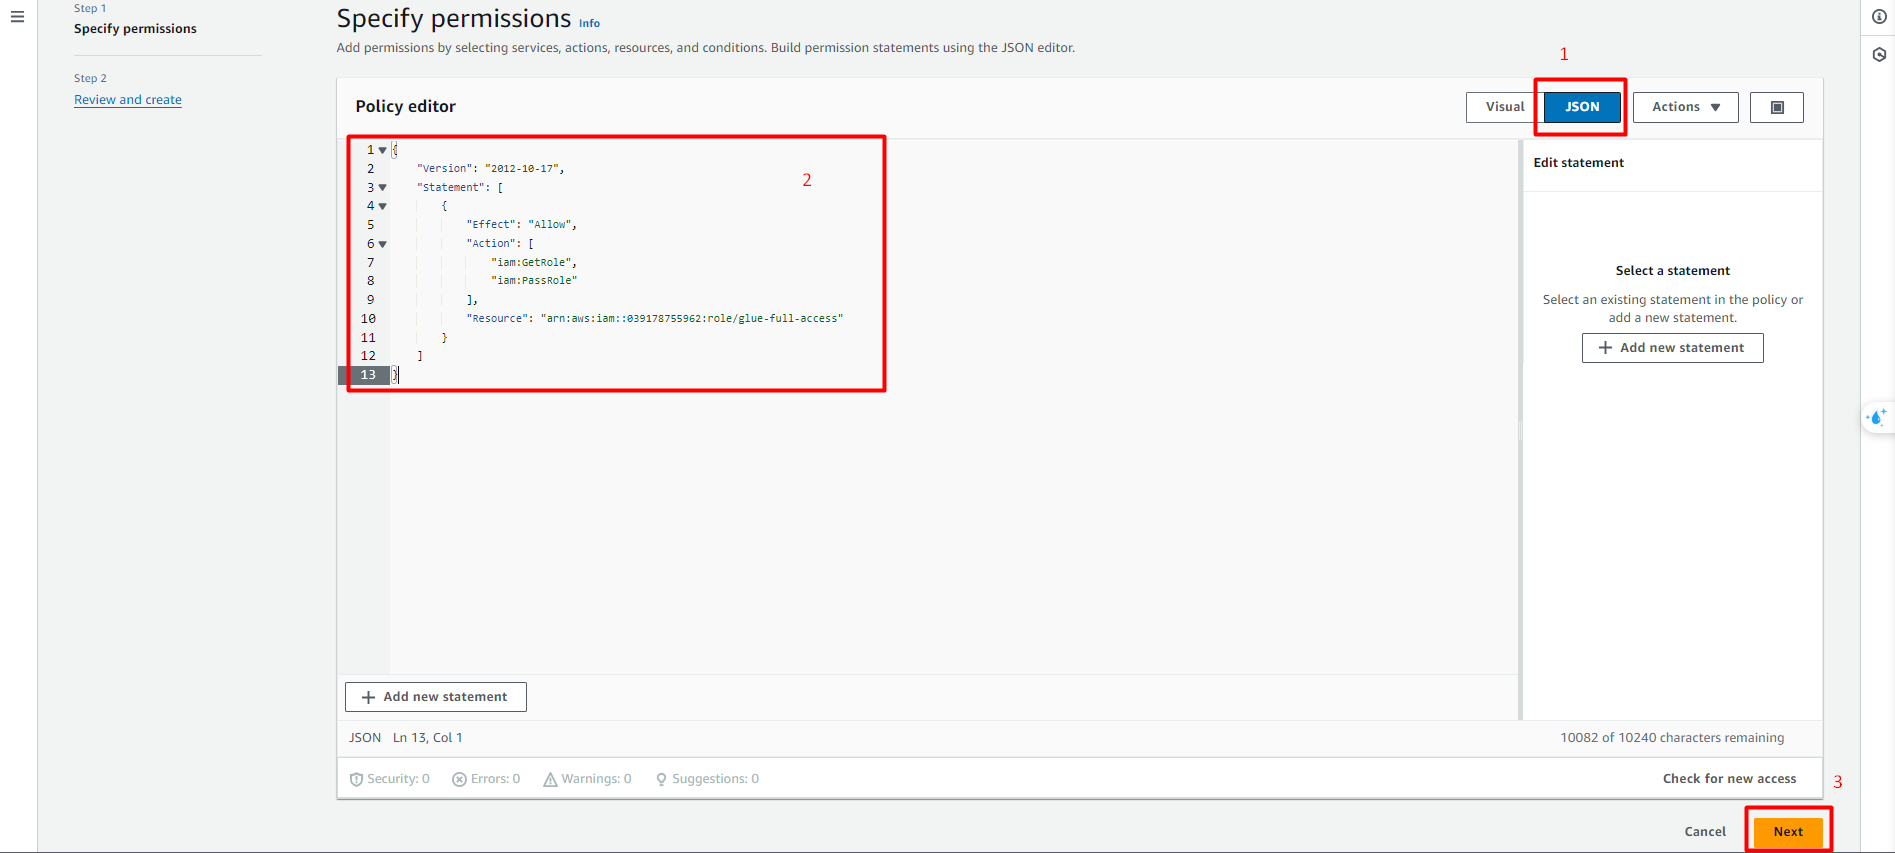 Step 1
Specify permissions
Step 2
Review and create
Specify permissions Info
Add permissions by selecting services, actions, resources, and conditions. Build permission statements using the JSON editor.
1
Policy editor
Visual
JSON
Actions
2
1 {
2 "Version": "2012-10-17",
3 "Statement": [
4 {
5 "Effect": "Allow",
6 "Action": [
7 "iam:GetRole",
8 "iam:PassRole"
9 ],
10 "Resource": "arn:aws:iam::039178755962:role/glue-full-access"
11 }
12 ]
13 }
Edit statement
Select a statement
Select an existing statement in the policy or
add a new statement.
+ Add new statement
+ Add new statement
JSON Ln 13, Col 1
10082 of 10240 characters remaining
Security: 0
Errors: 0
Warnings: 0
Suggestions: 0
Check for new access
3
Cancel
Next